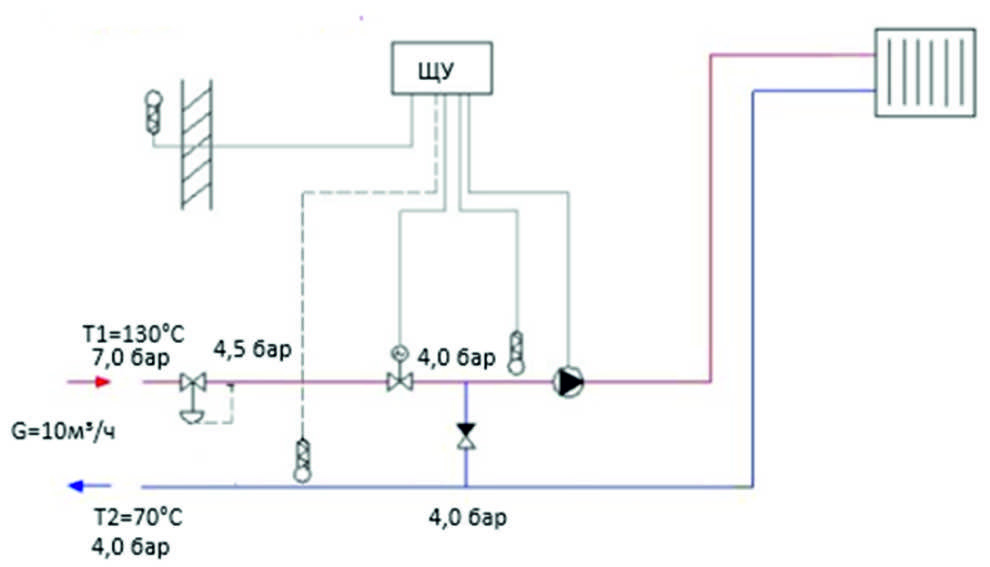 ЩУ
T1=130°C
7,0 бар
4,5 бар
4,0 бар
G=10м³/ч
T2=70°C
4,0 бар
4,0 бар